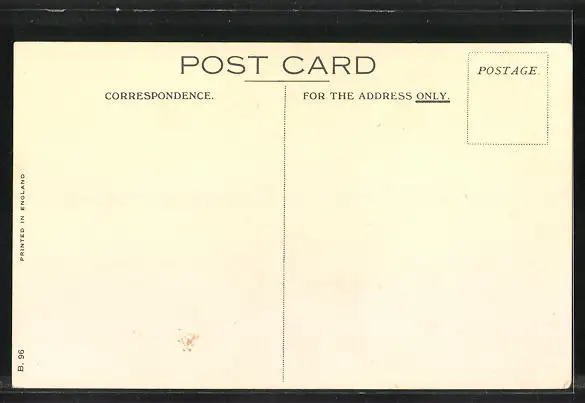 POST CARD
CORRESPONDENCE.
FOR THE ADDRESS ONLY.
POSTAGE.
PRINTED IN ENGLAND
B. 96